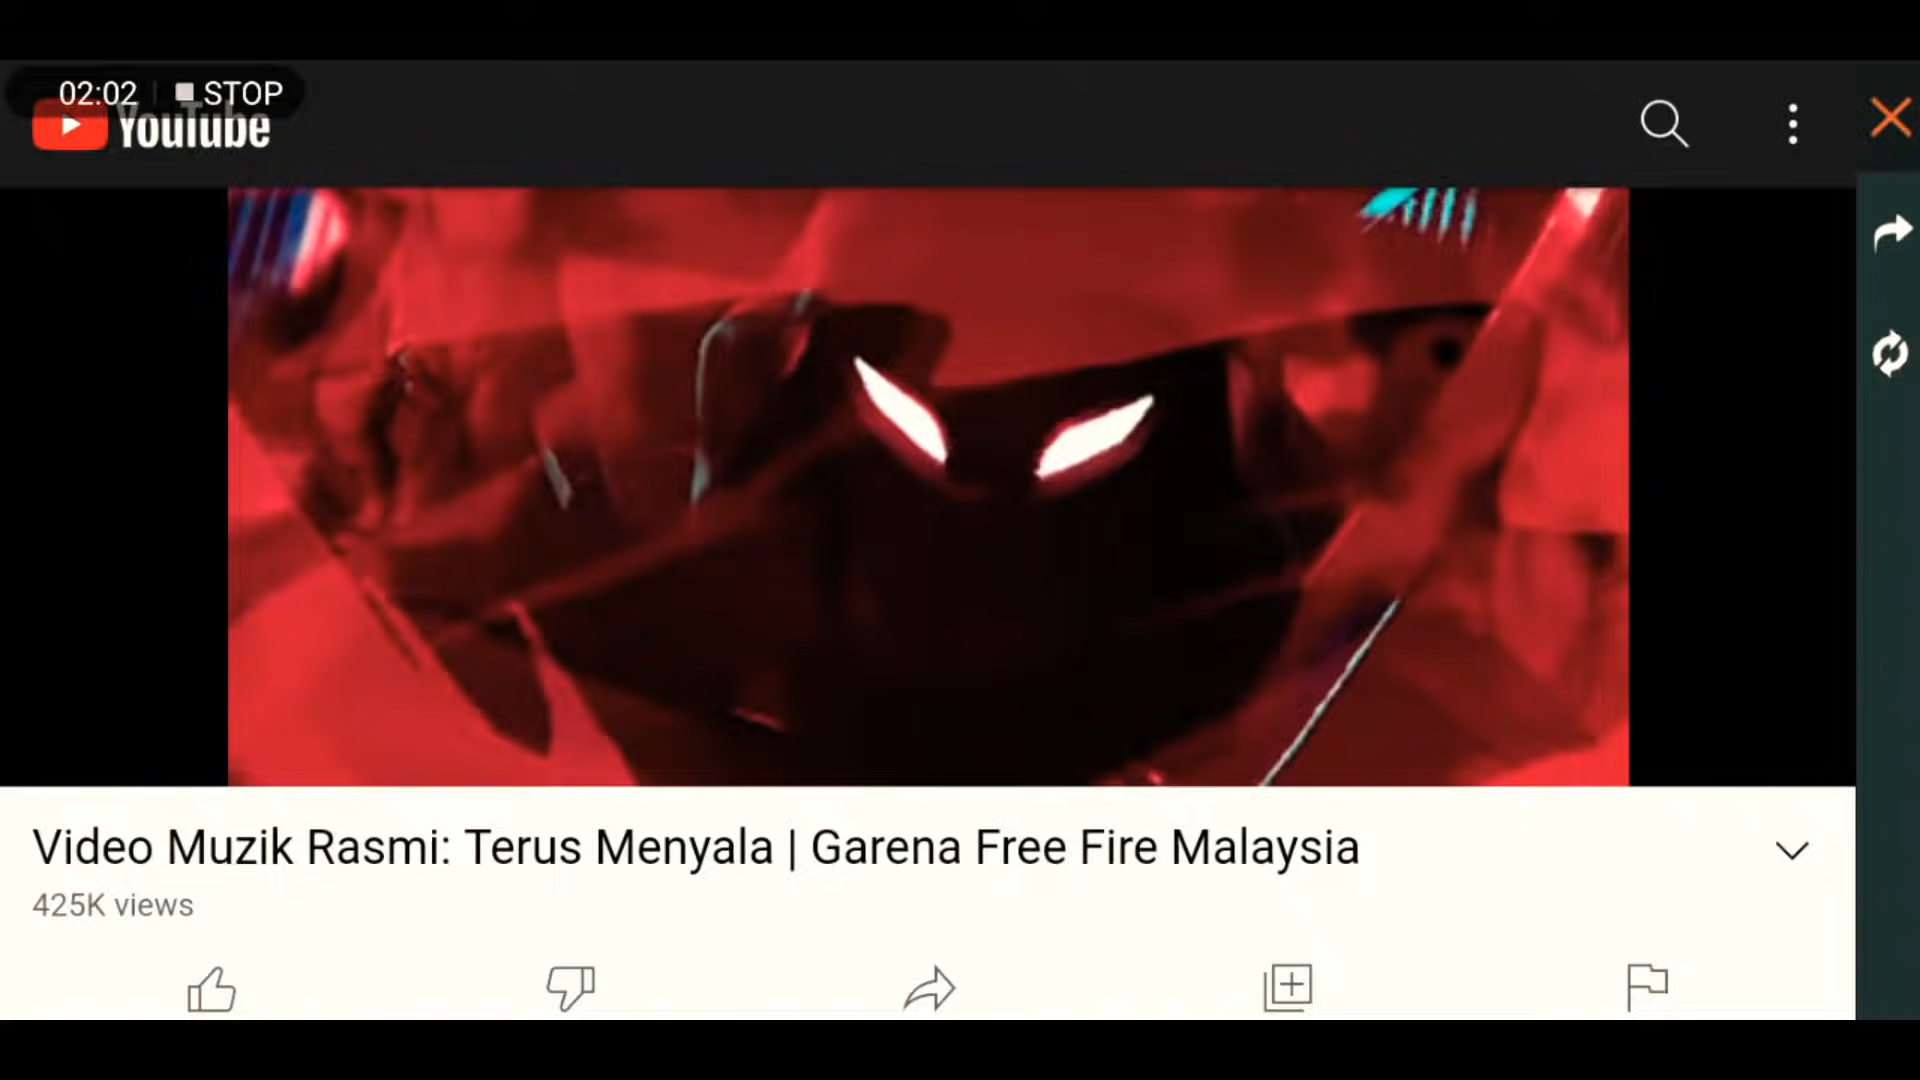 02:02 STOP
YouTube
Video Muzik Rasmi: Terus Menyala | Garena Free Fire Malaysia
425K views